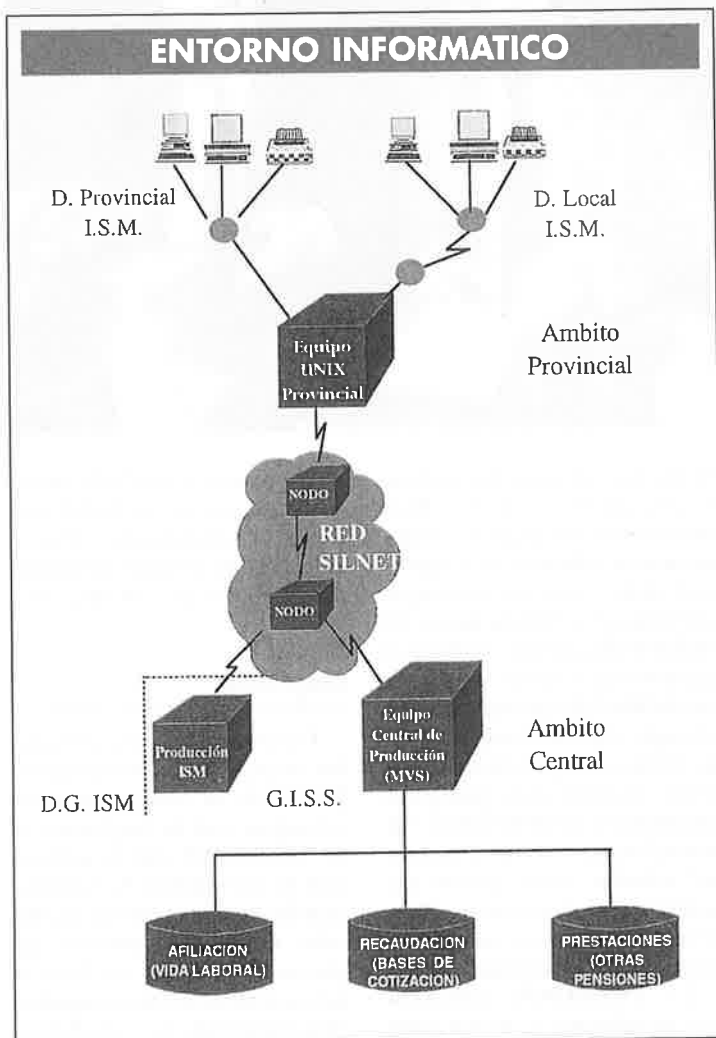 ENTORNO INFORMATICO
D. Provincial
I.S.M.
D. Local
I.S.M.
Equipo
UNIX
Provincial
Ambito
Provincial
NODO
RED
SILNET
NODO
Producción
ISM
D.G. ISM
Equipo
Central de
Producción
(MVS)
G.I.S.S.
Ambito
Central
AFILIACION
(VIDA LABORAL)
RECAUDACION
(BASES DE
COTIZACION)
PRESTACIONES
(OTRAS
PENSIONES)